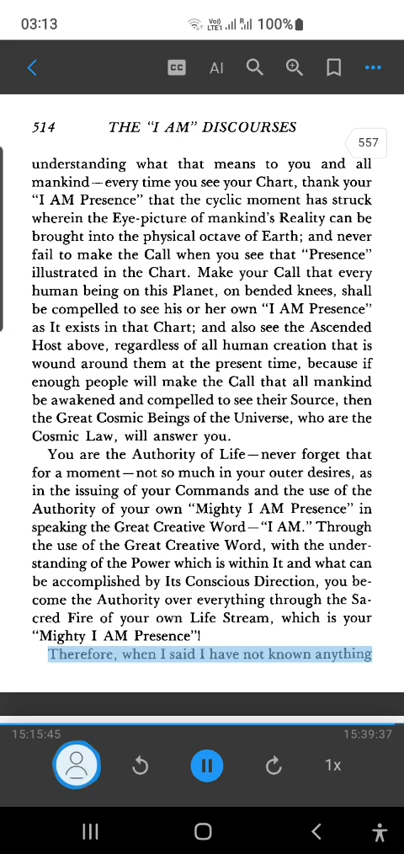 03:13
Vo)) LTE1 R 100%
CC AI
514 THE "I AM" DISCOURSES
557
understanding what that means to you and all
mankind—every time you see your Chart, thank your
"I AM Presence" that the cyclic moment has struck
wherein the Eye-picture of mankind's Reality can be
brought into the physical octave of Earth; and never
fail to make the Call when you see that "Presence"
illustrated in the Chart. Make your Call that every
human being on this Planet, on bended knees, shall
be compelled to see his or her own "I AM Presence"
as It exists in that Chart; and also see the Ascended
Host above, regardless of all human creation that is
wound around them at the present time, because if
enough people will make the Call that all mankind
be awakened and compelled to see their Source, then
the Great Cosmic Beings of the Universe, who are the
Cosmic Law, will answer you.
You are the Authority of Life—never forget that
for a moment—not so much in your outer desires, as
in the issuing of your Commands and the use of the
Authority of your own "Mighty I AM Presence" in
speaking the Great Creative Word—"I AM." Through
the use of the Great Creative Word, with the under-
standing of the Power which is within It and what can
be accomplished by Its Conscious Direction, you be-
come the Authority over everything through the Sa-
cred Fire of your own Life Stream, which is your
"Mighty I AM Presence"!
Therefore, when I said I have not known anything
15:15:45 15:39:37
1x